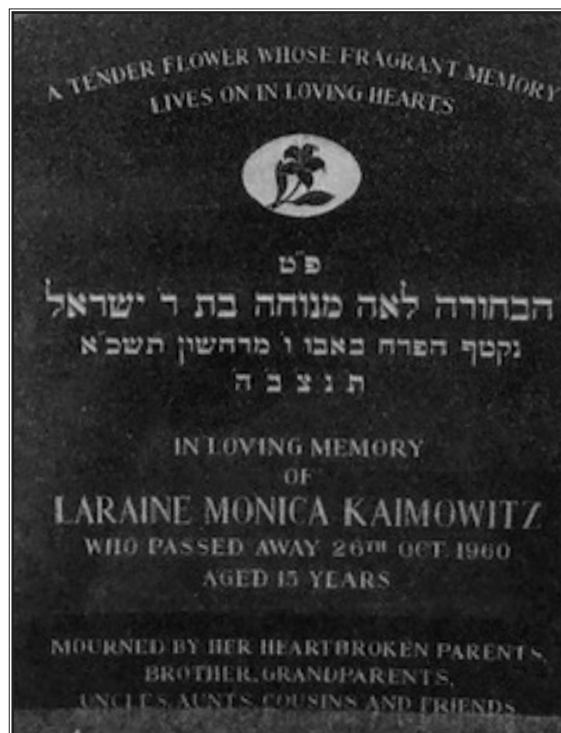 A TENDER FLOWER WHOSE FRAGRANT MEMORY
LIVES ON IN LOVING HEARTS
פ"ט
הבחורה לאה מנוחה בת ר' ישראל
נקטף הפרח באבו ו' מרחשון תשכ"א
ת נ צ ב ה
IN LOVING MEMORY
OF
LARAINE MONICA KAIMOWITZ
WHO PASSED AWAY 26TH OCT. 1960
AGED 15 YEARS
MOURNED BY HER HEARTBROKEN PARENTS,
BROTHER, GRANDPARENTS,
UNCLES, AUNTS, COUSINS AND FRIENDS